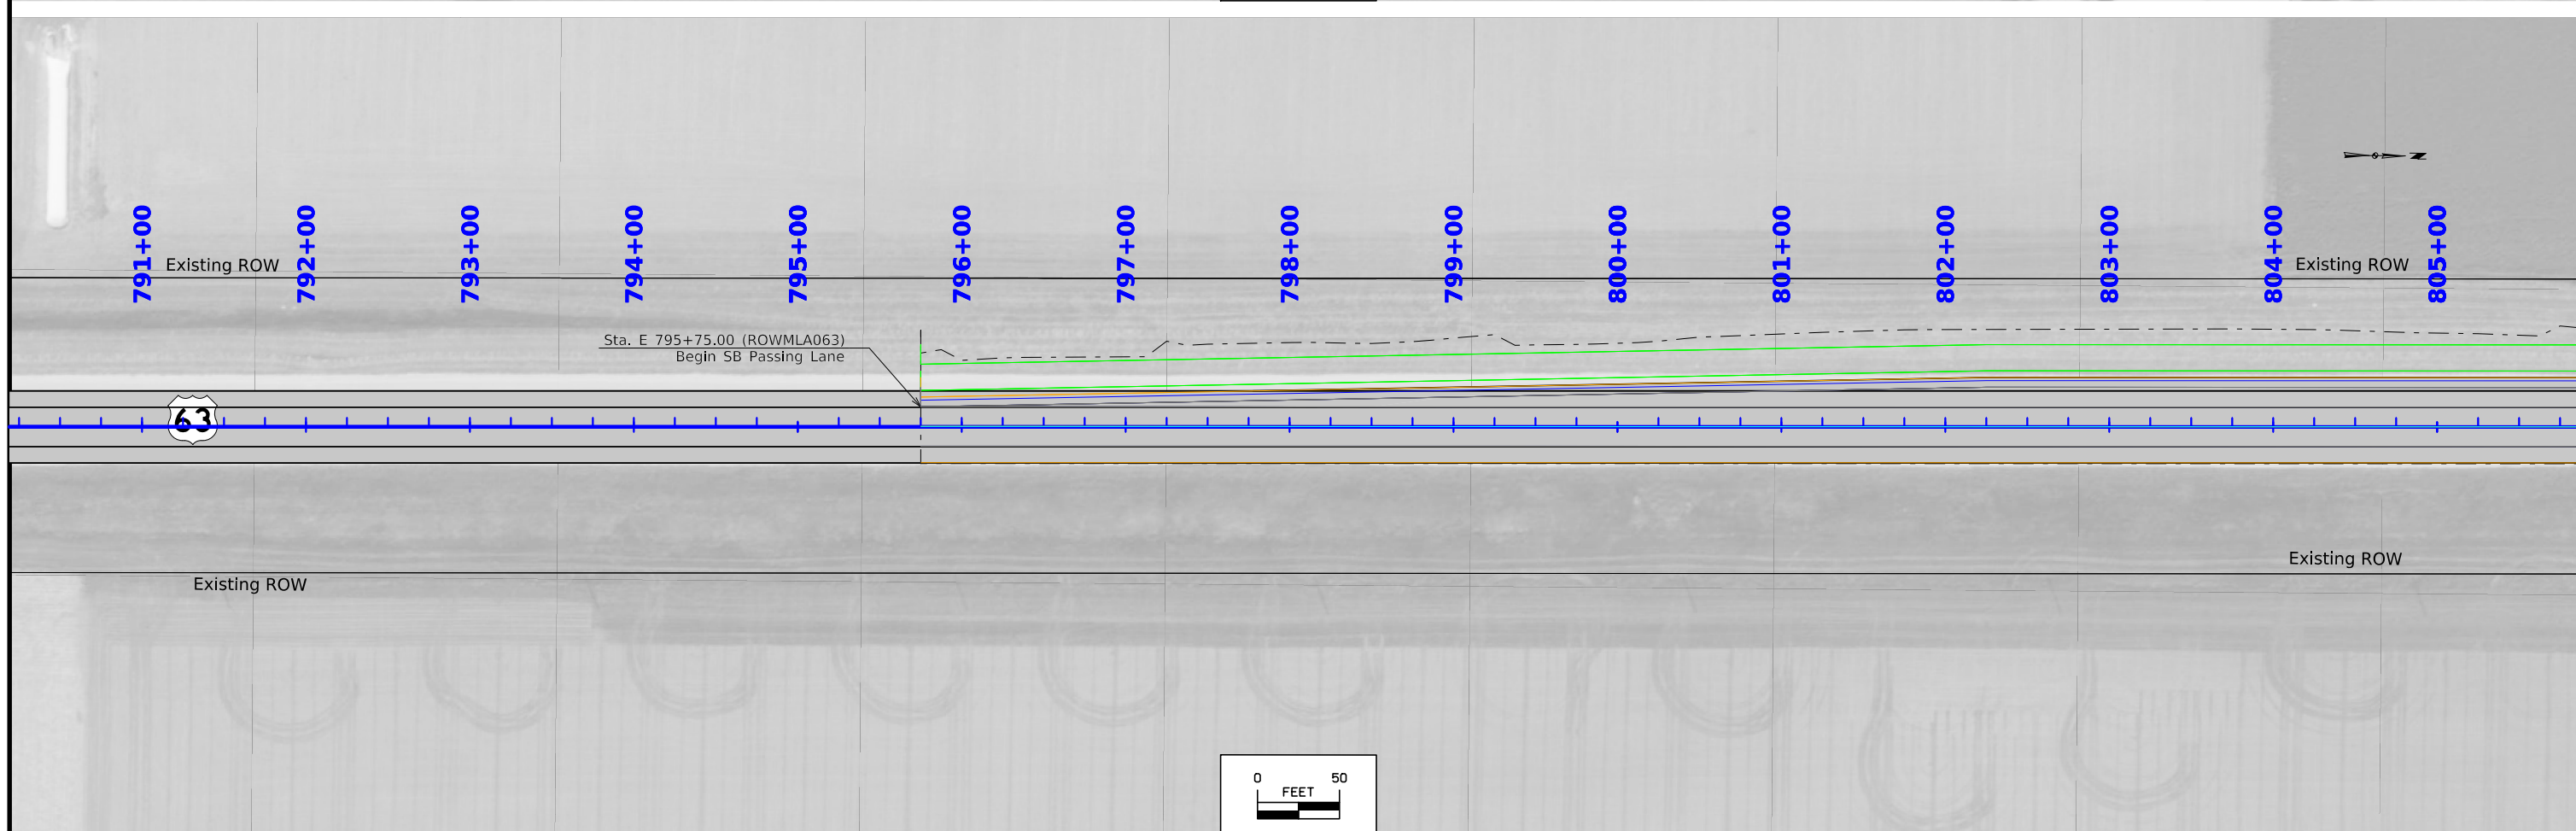 N
791+00
792+00
793+00
794+00
795+00
796+00
797+00
798+00
799+00
800+00
801+00
802+00
803+00
804+00
805+00
Existing ROW
Existing ROW
Sta. E 795+75.00 (ROWMLA063)
Begin SB Passing Lane
63
Existing ROW
Existing ROW
0 50
FEET